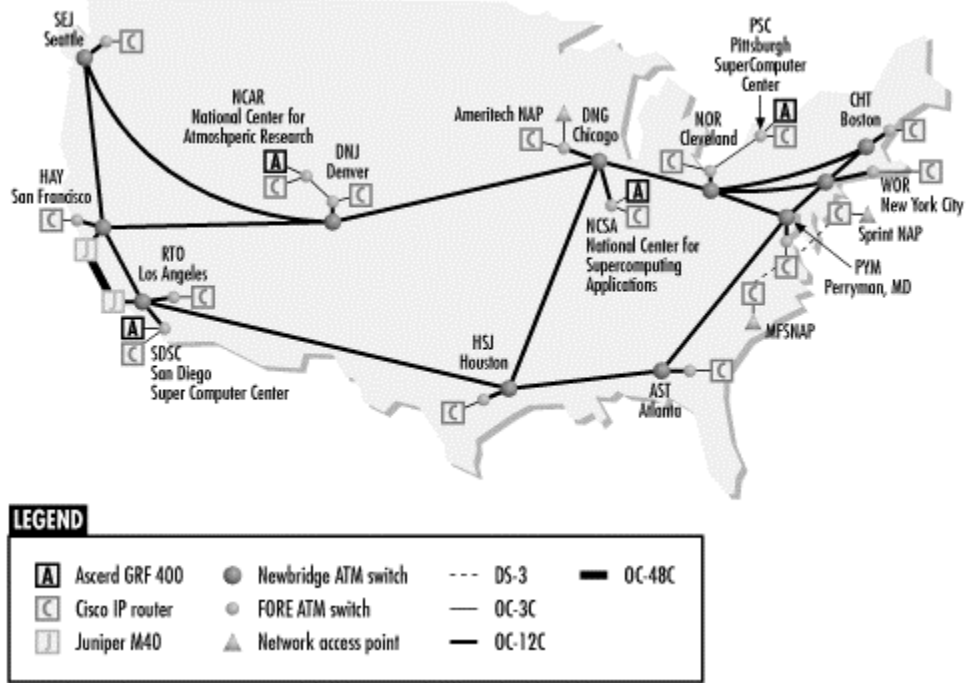 SEJ
Seattle
C
NCAR
National Center for
Atmoshperic Research
A
C
DNJ
Denver
C
Ameritech NAP
C
DNG
Chicago
A
C
NCSA
National Center for
Supercomputing
Applications
NOR
Cleveland
C
PSC
Pittsburgh
SuperComputer
Center
A
C
CHT
Boston
C
C
WOR
New York City
C
Sprint NAP
C
PYM
Perryman, MD
C
MFSNAP
HAY
San Francisco
C
J
RTO
Los Angeles
J
C
A
C
SDSC
San Diego
Super Computer Center
HSJ
Houston
C
AST
Atlanta
C
LEGEND
A Ascerd GRF 400
C Cisco IP router
J Juniper M40
Newbridge ATM switch
FORE ATM switch
Network access point
DS-3
OC-3C
OC-12C
OC-48C